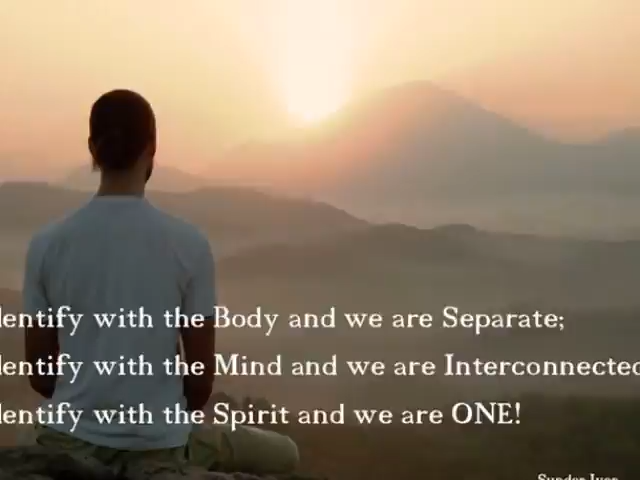 dentify with the Body and we are Separate;
dentify with the Mind and we are Interconnected
dentify with the Spirit and we are ONE!